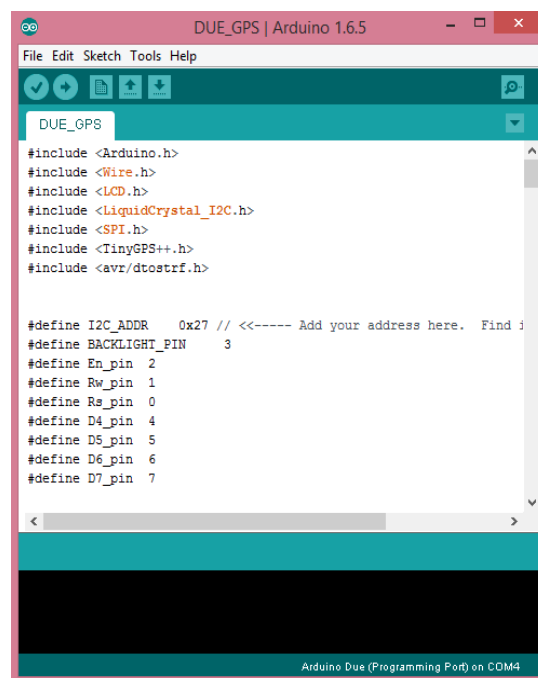 DUE_GPS | Arduino 1.6.5
File Edit Sketch Tools Help
DUE_GPS
#include <Arduino.h>
#include <Wire.h>
#include <LCD.h>
#include <LiquidCrystal_I2C.h>
#include <SPI.h>
#include <TinyGPS++.h>
#include <avr/dtostrf.h>
#define I2C_ADDR    0x27 // <<----- Add your address here.  Find i
#define BACKLIGHT_PIN     3
#define En_pin  2
#define Rw_pin  1
#define Rs_pin  0
#define D4_pin  4
#define D5_pin  5
#define D6_pin  6
#define D7_pin  7
Arduino Due (Programming Port) on COM4